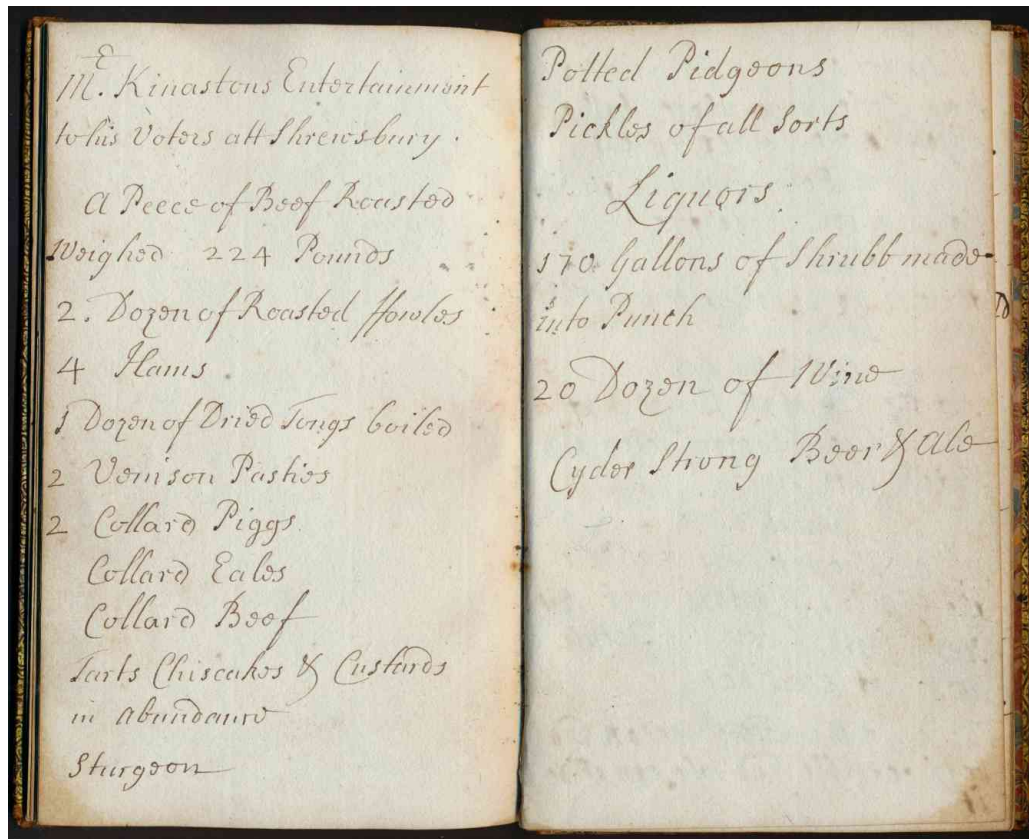 M.ʳ Kinastons Entertainment
to his Voters att Shrewsbury.
A Peece of Beef Roasted
Weighed 224 Pounds
2. Dozen of Roasted ffowles
4 Hams.
1 Dozen of Dried Tongs boiled
2 Venison Pasties
2 Collard Piggs.
Collard Eales
Collard Beef
Tarts Chiscakes & Custards
in abundance
Sturgeon
Potted Pidgeons
Pickles of all Sorts
Liquors
170 Gallons of Shrubb made
into Punch
20 Dozen of Wine
Cyder Strong Beer & Ale